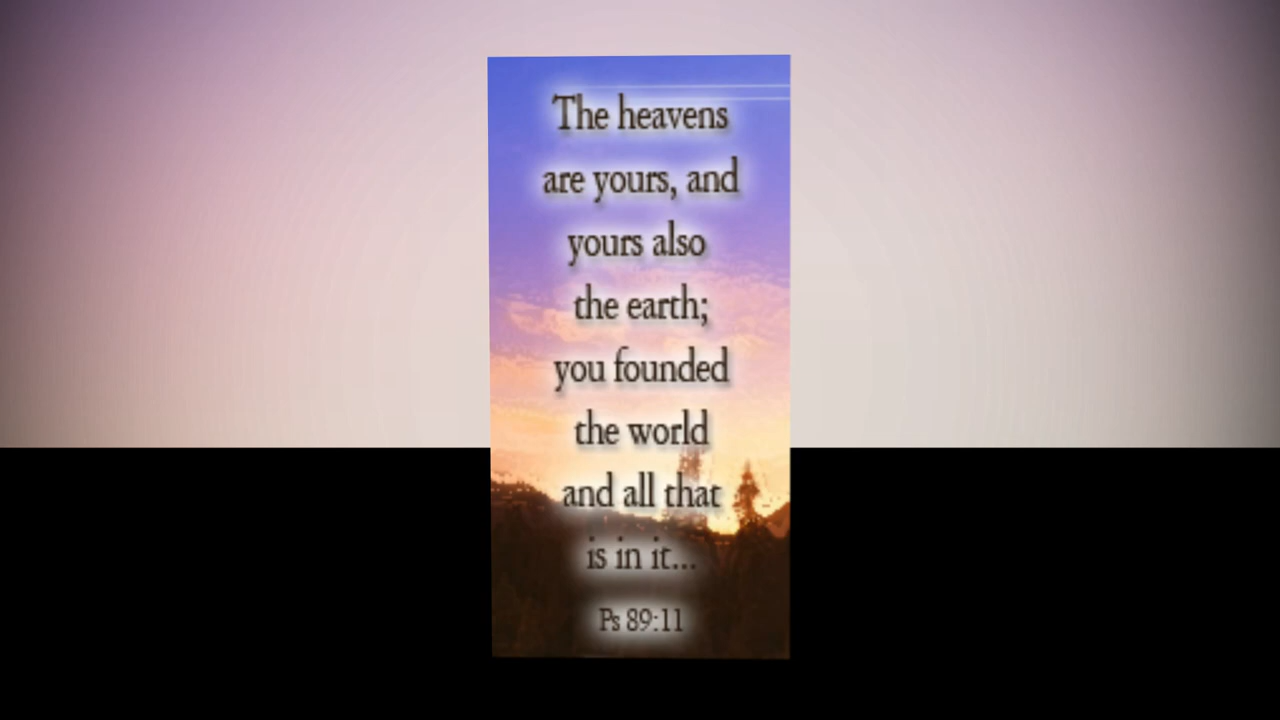 The heavens
are yours, and
yours also
the earth;
you founded
the world
and all that
is in it...
Ps 89:11